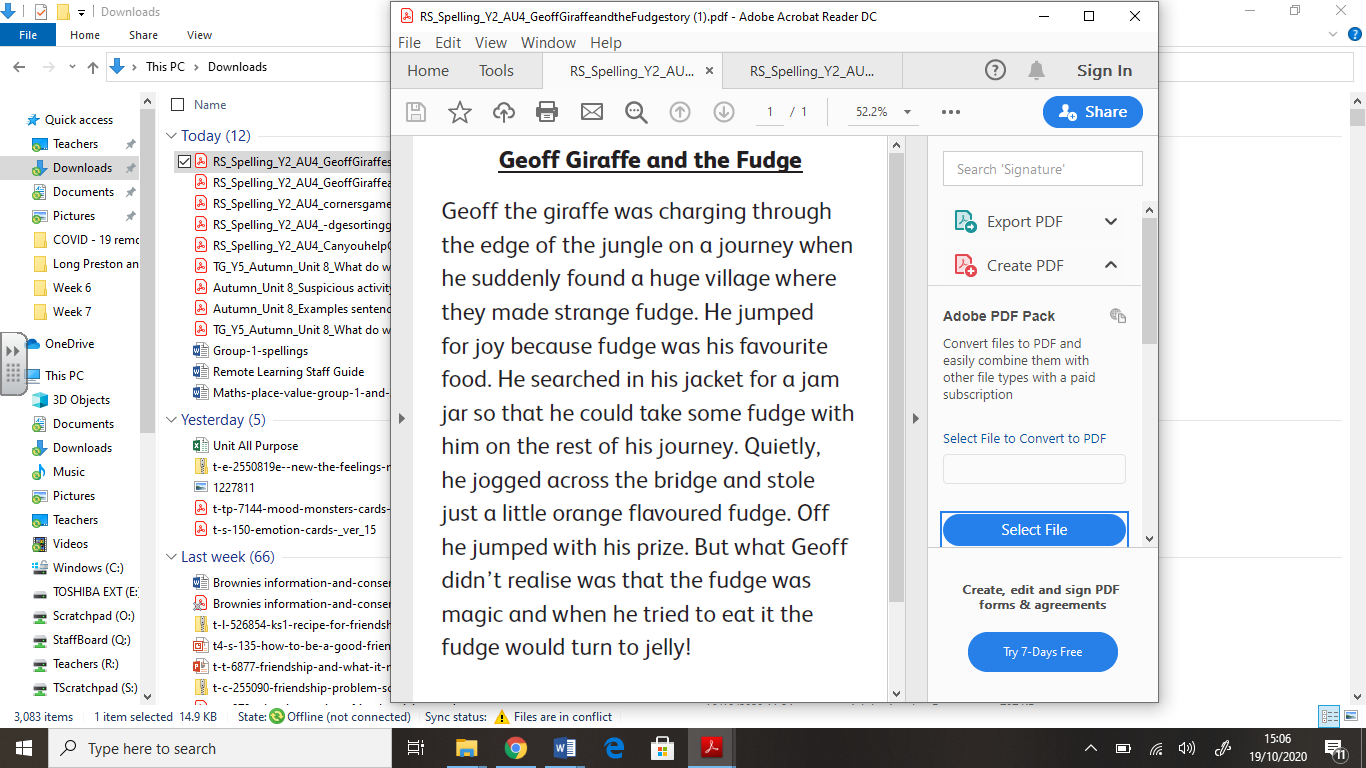 Downloads
File Home Share View
This PC Downloads
Quick access
Teachers
Downloads
Documents
Pictures
COVID - 19 remo
Long Preston an
Week 6
Week 7
OneDrive
This PC
3D Objects
Documents
Downloads
Music
Pictures
Teachers
Videos
Windows (C:)
TOSHIBA EXT (E:
Scratchpad (O:)
StaffBoard (Q:)
Teachers (R:)
TScratchpad (S:)
Name
Today (12)
RS_Spelling_Y2_AU4_GeoffGiraffes
RS_Spelling_Y2_AU4_GeoffGiraffea
RS_Spelling_Y2_AU4_cornersgame
RS_Spelling_Y2_AU4_-dgesortingg
RS_Spelling_Y2_AU4_CanyouhelpG
TG_Y5_Autumn_Unit 8_What do w
Autumn_Unit 8_Suspicious activity
Autumn_Unit 8_Examples sentenc
TG_Y5_Autumn_Unit 8_What do w
Group-1-spellings
Remote Learning Staff Guide
Maths-place-value-group-1-and-
Yesterday (5)
Unit All Purpose
t-e-2550819e--new-the-feelings-r
1227811
t-tp-7144-mood-monsters-cards-
t-s-150-emotion-cards-_ver_15
Last week (66)
Brownies information-and-conser
Brownies information-and-conser
t-l-526854-ks1-recipe-for-friendsh
t4-s-135-how-to-be-a-good-frien
t-t-6877-friendship-and-what-it-r
t-c-255090-friendship-problem-so
3,083 items 1 item selected 14.9 KB State: Offline (not connected) Sync status: Files are in conflict
RS_Spelling_Y2_AU4_GeoffGiraffeandtheFudgestory (1).pdf - Adobe Acrobat Reader DC
File Edit View Window Help
Home Tools RS_Spelling_Y2_AU... RS_Spelling_Y2_AU... Sign In
1 / 1 52.2% Share
Geoff Giraffe and the Fudge
Geoff the giraffe was charging through
the edge of the jungle on a journey when
he suddenly found a huge village where
they made strange fudge. He jumped
for joy because fudge was his favourite
food. He searched in his jacket for a jam
jar so that he could take some fudge with
him on the rest of his journey. Quietly,
he jogged across the bridge and stole
just a little orange flavoured fudge. Off
he jumped with his prize. But what Geoff
didn’t realise was that the fudge was
magic and when he tried to eat it the
fudge would turn to jelly!
Search 'Signature'
Export PDF
Create PDF
Adobe PDF Pack
Convert files to PDF and
easily combine them with
other file types with a paid
subscription
Select File to Convert to PDF
Select File
Create, edit and sign PDF
forms & agreements
Try 7-Days Free
Type here to search
15:06
19/10/2020
11